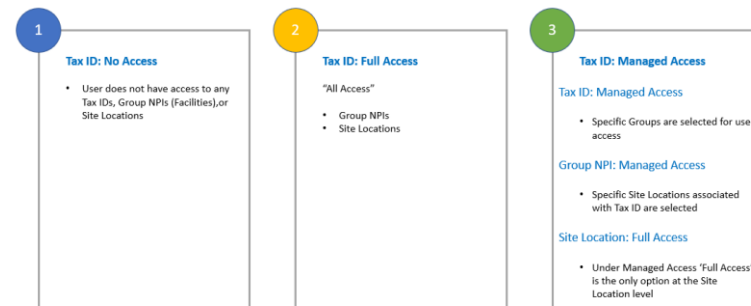 1
Tax ID: No Access
• User does not have access to any
Tax IDs, Group NPIs (Facilities),or
Site Locations
2
Tax ID: Full Access
“All Access”
• Group NPIs
• Site Locations
3
Tax ID: Managed Access
Tax ID: Managed Access
• Specific Groups are selected for use
access
Group NPI: Managed Access
• Specific Site Locations associated
with Tax ID are selected
Site Location: Full Access
• Under Managed Access ‘Full Access’
is the only option at the Site
Location level